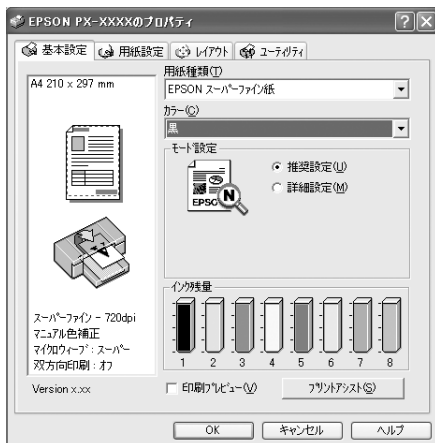 EPSON PX-XXXXのプロパティ
基本設定 用紙設定 レイアウト ユーティリティ
A4 210 x 297 mm
用紙種類(T)
EPSON スーパーファイン紙
カラー(C)
黒
モード設定
推奨設定(U)
詳細設定(M)
EPSC
N
インク残量
1 2 3 4 5 6 7 8
スーパーファイン - 720dpi
マニュアル色補正
マイクロウィーブ : スーパー
双方向印刷 : オフ
Version x.xx
印刷プレビュー(V)
プリントアシスト(S)
OK キャンセル ヘルプ